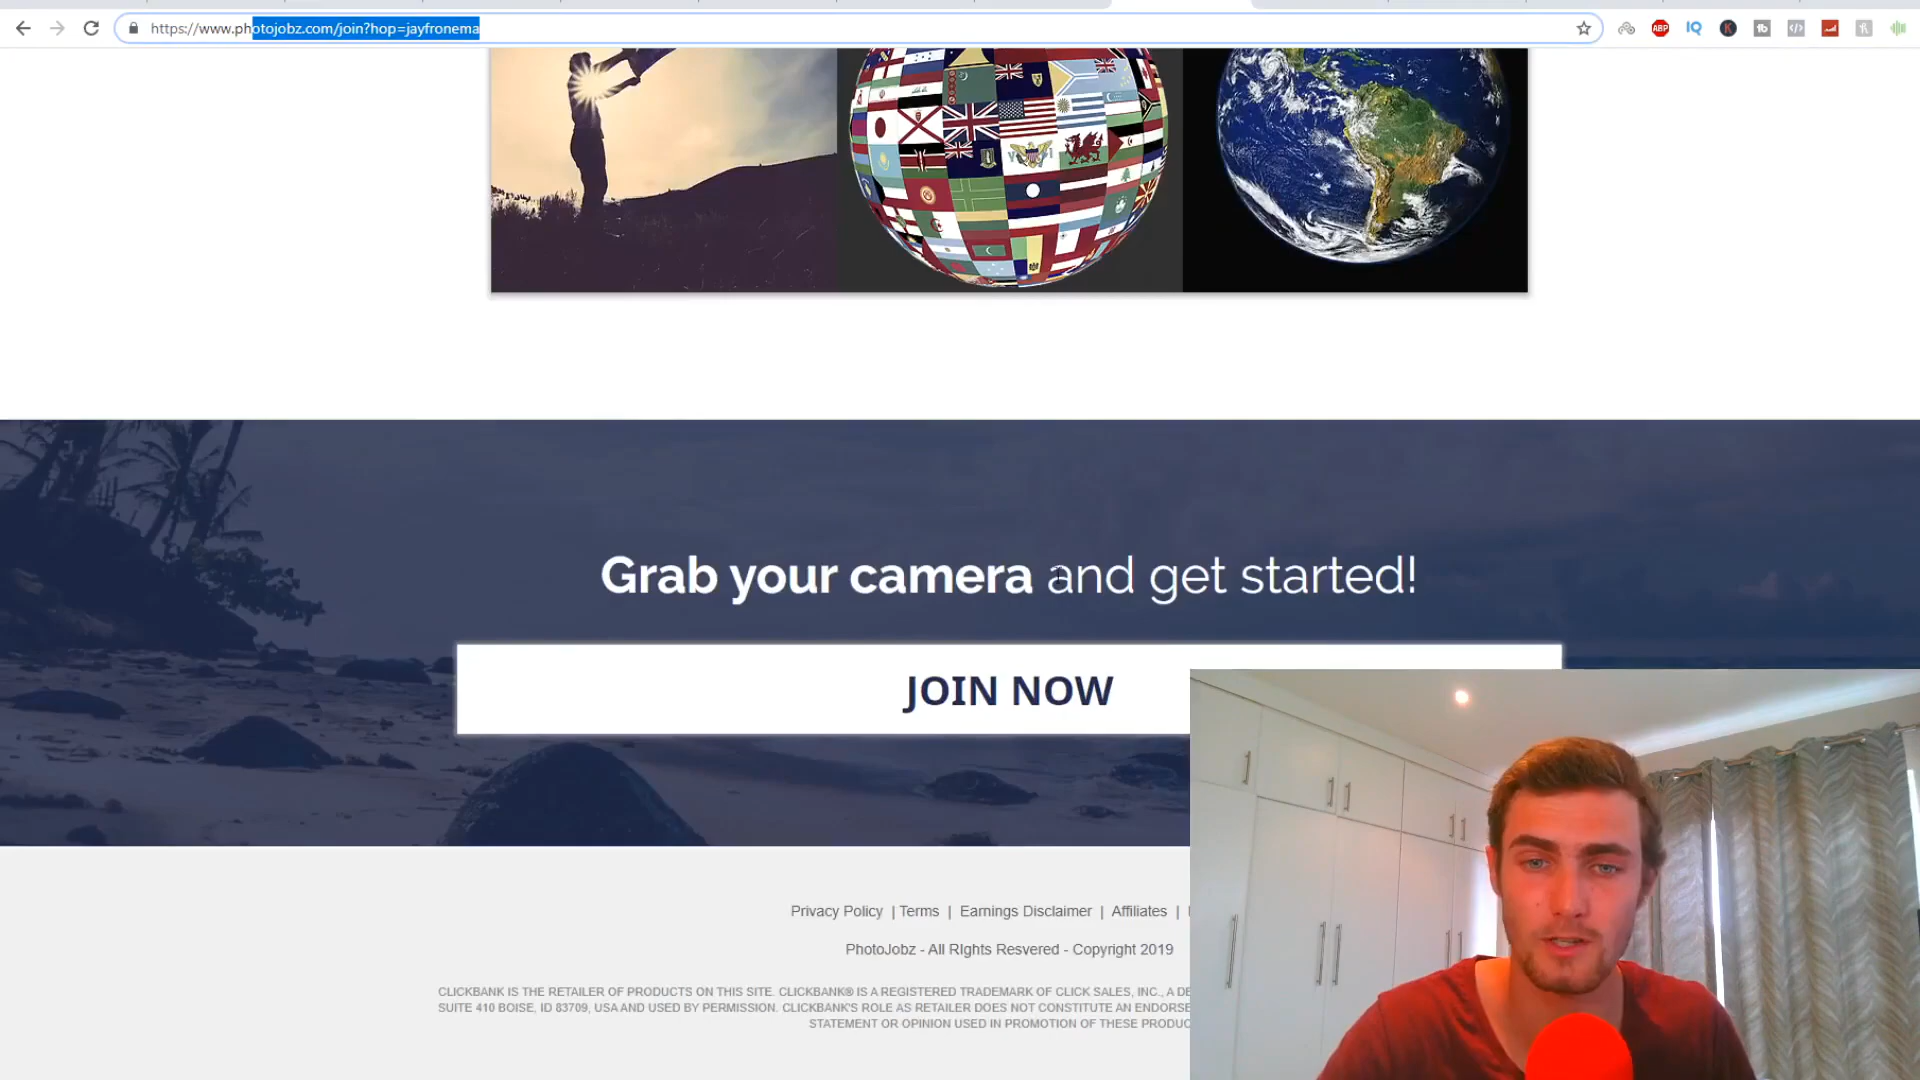 https://www.photojobz.com/join?hop=jayfronema
ABP
IQ
K
Grab your camera and get started!
JOIN NOW
Privacy Policy | Terms | Earnings Disclaimer | Affiliates |
PhotoJobz - All RIghts Resverved - Copyright 2019
CLICKBANK IS THE RETAILER OF PRODUCTS ON THIS SITE. CLICKBANK® IS A REGISTERED TRADEMARK OF CLICK SALES, INC., A DE
SUITE 410 BOISE, ID 83709, USA AND USED BY PERMISSION. CLICKBANK'S ROLE AS RETAILER DOES NOT CONSTITUTE AN ENDORSE
STATEMENT OR OPINION USED IN PROMOTION OF THESE PRODUC